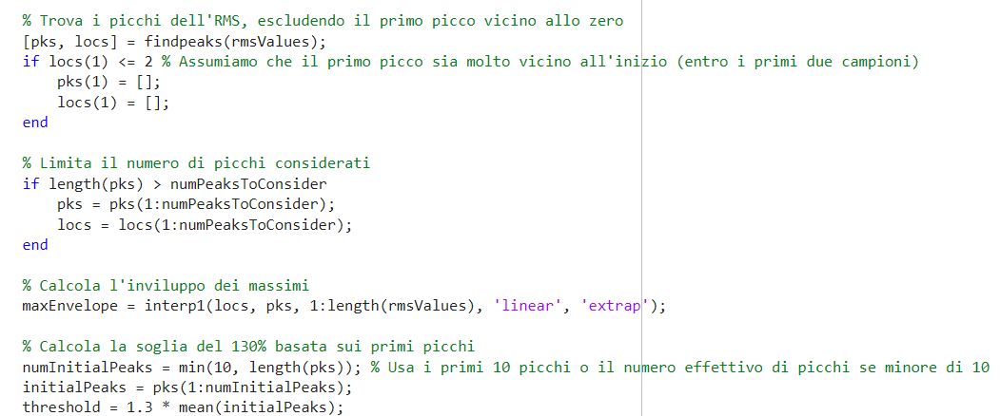 % Trova i picchi dell'RMS, escludendo il primo picco vicino allo zero
[pks, locs] = findpeaks(rmsValues);
if locs(1) <= 2 % Assumiamo che il primo picco sia molto vicino all'inizio (entro i primi due campioni)
    pks(1) = [];
    locs(1) = [];
end

% Limita il numero di picchi considerati
if length(pks) > numPeaksToConsider
    pks = pks(1:numPeaksToConsider);
    locs = locs(1:numPeaksToConsider);
end

% Calcola l'inviluppo dei massimi
maxEnvelope = interp1(locs, pks, 1:length(rmsValues), 'linear', 'extrap');

% Calcola la soglia del 130% basata sui primi picchi
numInitialPeaks = min(10, length(pks)); % Usa i primi 10 picchi o il numero effettivo di picchi se minore di 10
initialPeaks = pks(1:numInitialPeaks);
threshold = 1.3 * mean(initialPeaks);